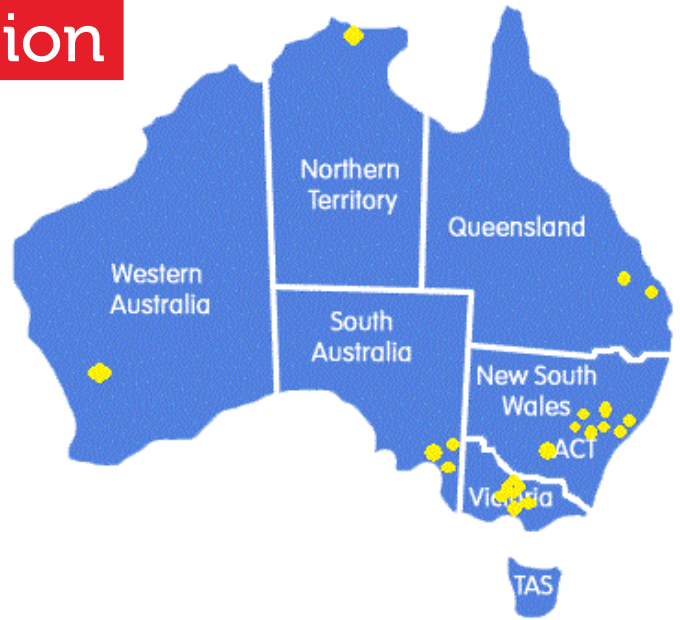 ion
Northern
Territory
Queensland
Western
Australia
South
Australia
New South
Wales
ACT
Victoria
TAS